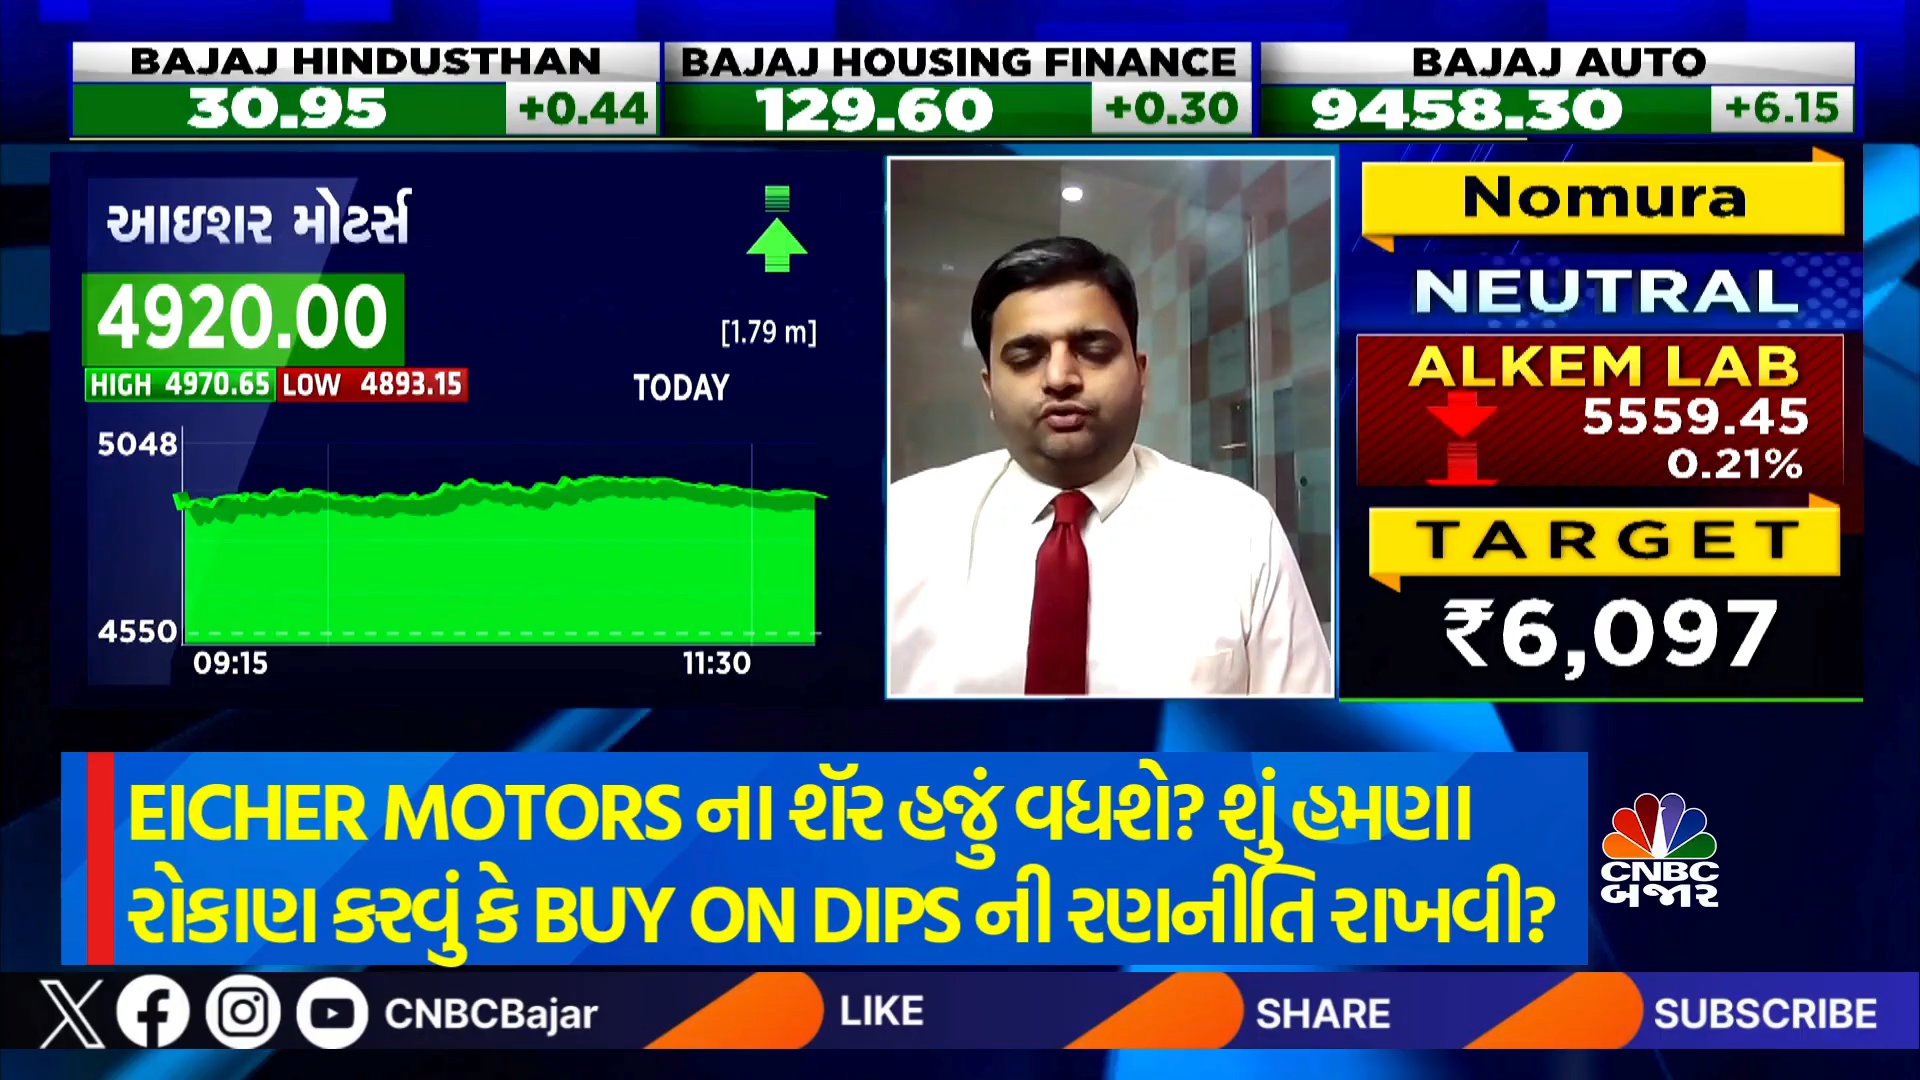 BAJAJ HINDUSTHAN
30.95 +0.44
BAJAJ HOUSING FINANCE
129.60 +0.30
BAJAJ AUTO
9458.30 +6.15
આઇશર મોટર્સ
4920.00
HIGH 4970.65 LOW 4893.15
[1.79 m]
TODAY
5048
4550
09:15 11:30
Nomura
NEUTRAL
ALKEM LAB
5559.45
0.21%
TARGET
₹6,097
EICHER MOTORS ના શૅર હજું વધશે? શું હમણા
રોકાણ કરવું કે BUY ON DIPS ની રણનીતિ રાખવી?
CNBC
બજાર
CNBCBajar LIKE SHARE SUBSCRIBE